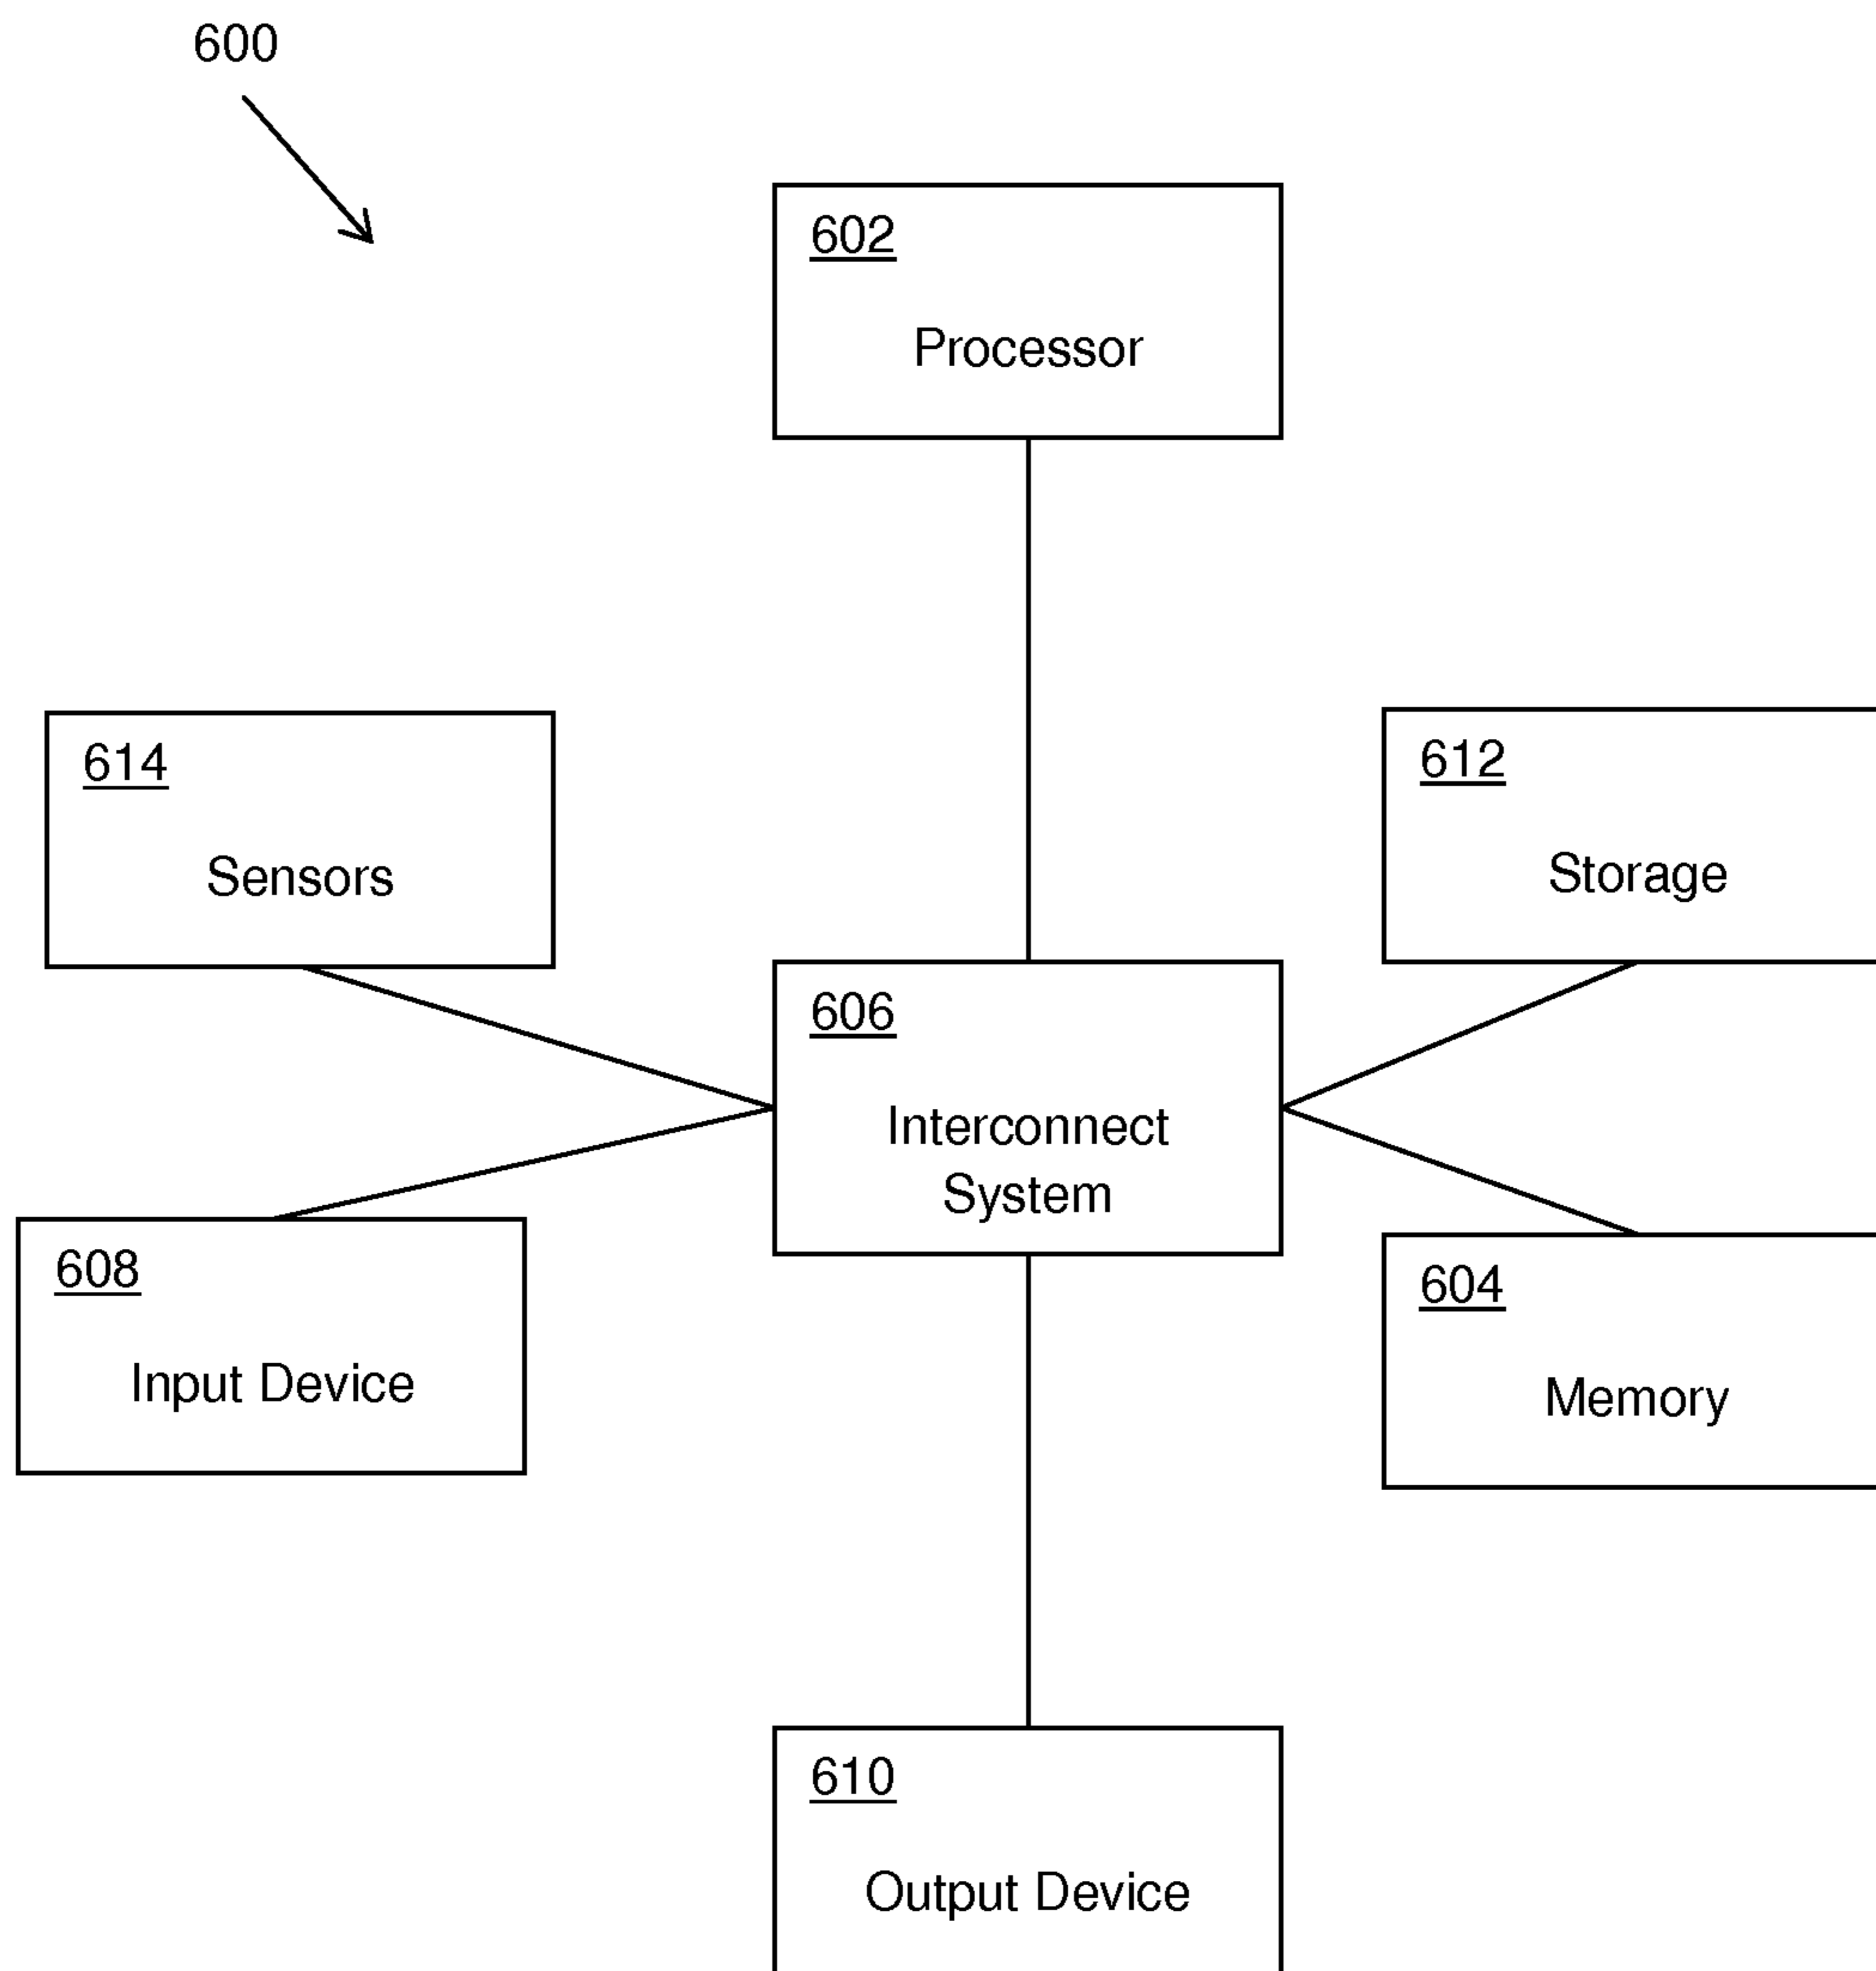 600
602
Processor
614
Sensors
612
Storage
606
Interconnect
System
608
Input Device
604
Memory
610
Output Device